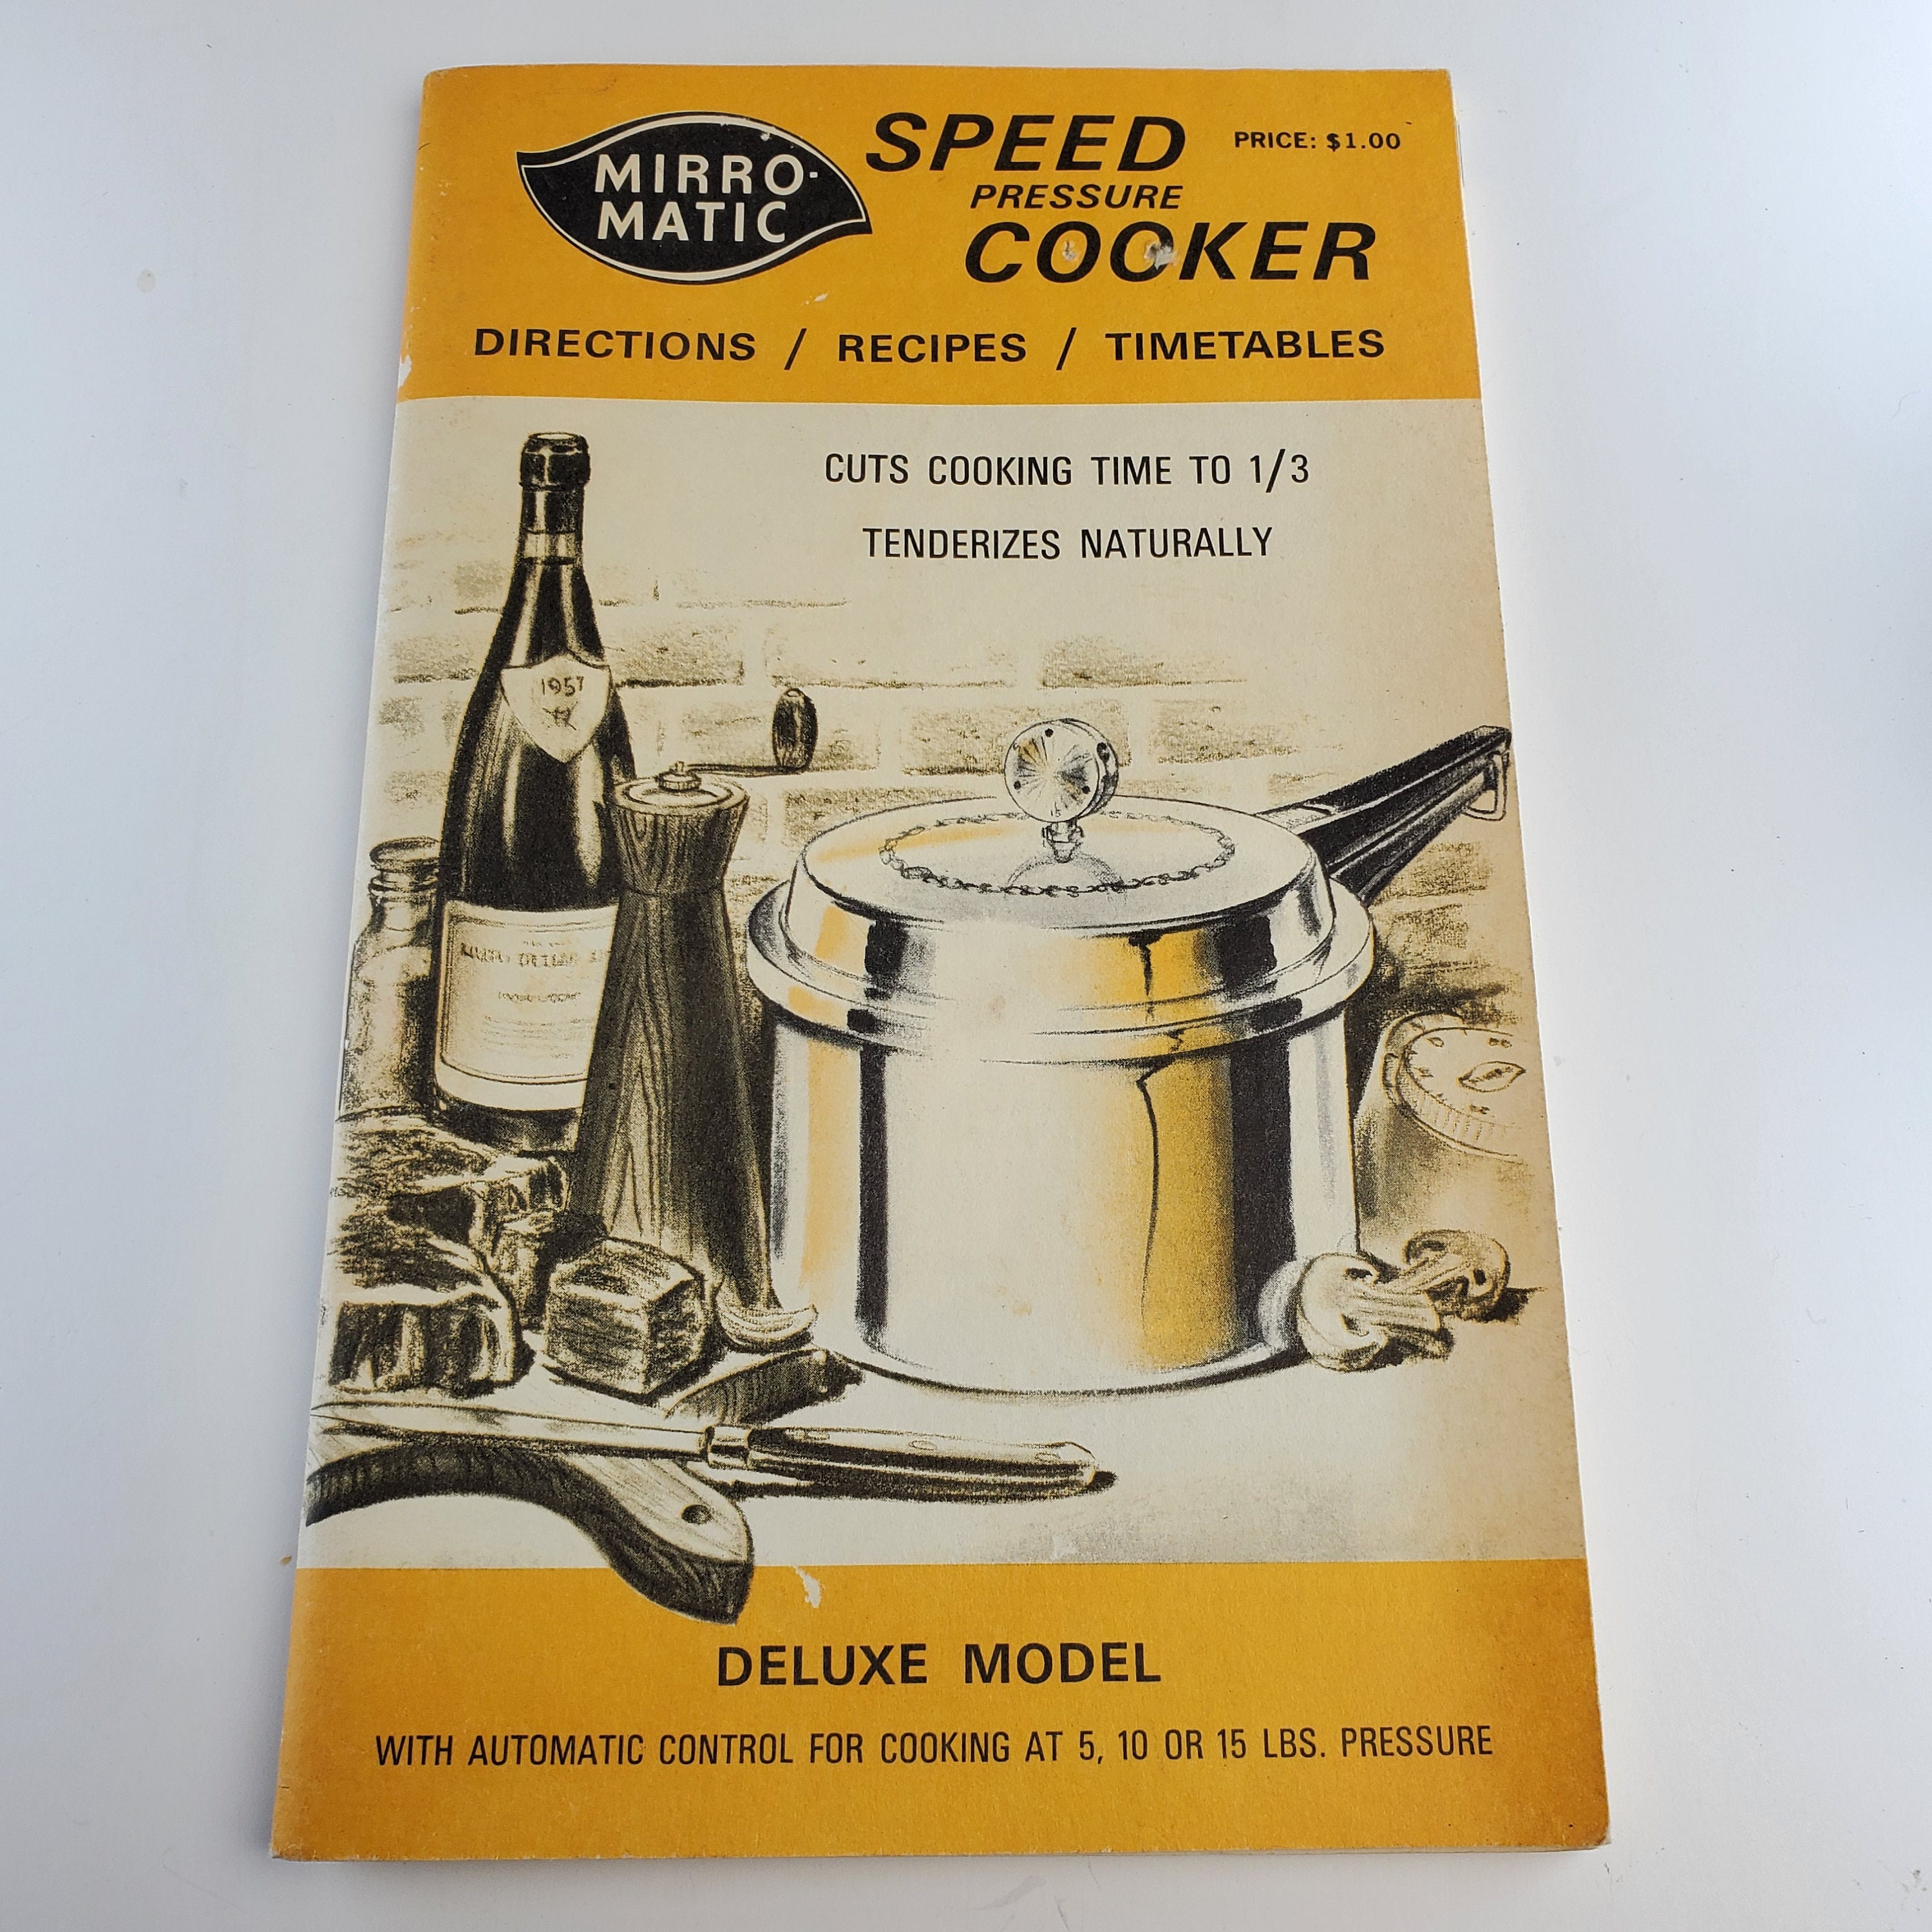 MIRRO-
MATIC
SPEED
PRESSURE
COOKER
PRICE: $1.00
DIRECTIONS / RECIPES / TIMETABLES
CUTS COOKING TIME TO 1/3
TENDERIZES NATURALLY
1957
15
DELUXE MODEL
WITH AUTOMATIC CONTROL FOR COOKING AT 5, 10 OR 15 LBS. PRESSURE